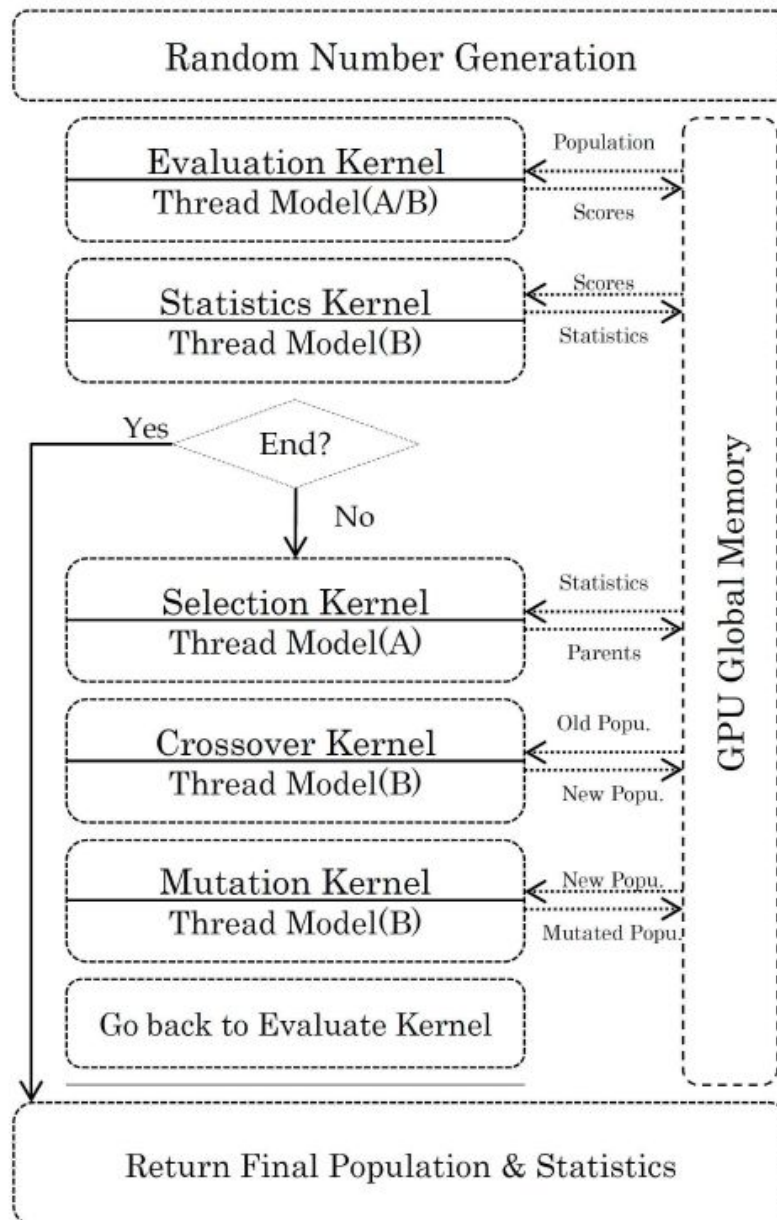 Random Number Generation
Evaluation Kernel
Thread Model(A/B)
Population
Scores
Statistics Kernel
Thread Model(B)
Scores
Statistics
Yes
End?
No
Selection Kernel
Thread Model(A)
Statistics
Parents
Crossover Kernel
Thread Model(B)
Old Popu.
New Popu.
Mutation Kernel
Thread Model(B)
New Popu.
Mutated Popu.
GPU Global Memory
Go back to Evaluate Kernel
Return Final Population & Statistics